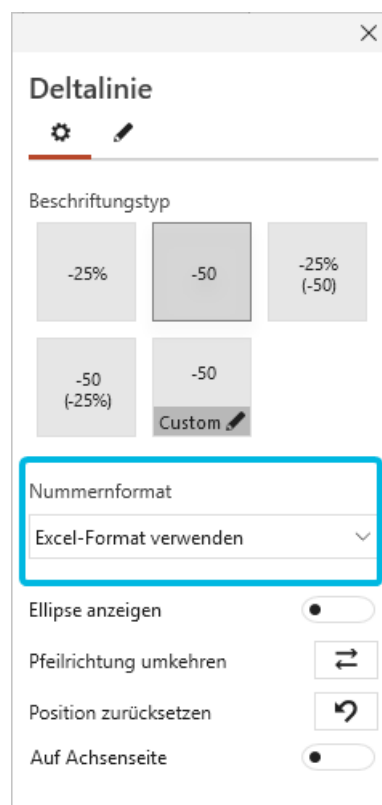 Deltalinie
Beschriftungstyp
-25%
-50
-25%
(-50)
-50
(-25%)
-50
Custom
Nummernformat
Excel-Format verwenden
Ellipse anzeigen
Pfeilrichtung umkehren
Position zurücksetzen
Auf Achsenseite